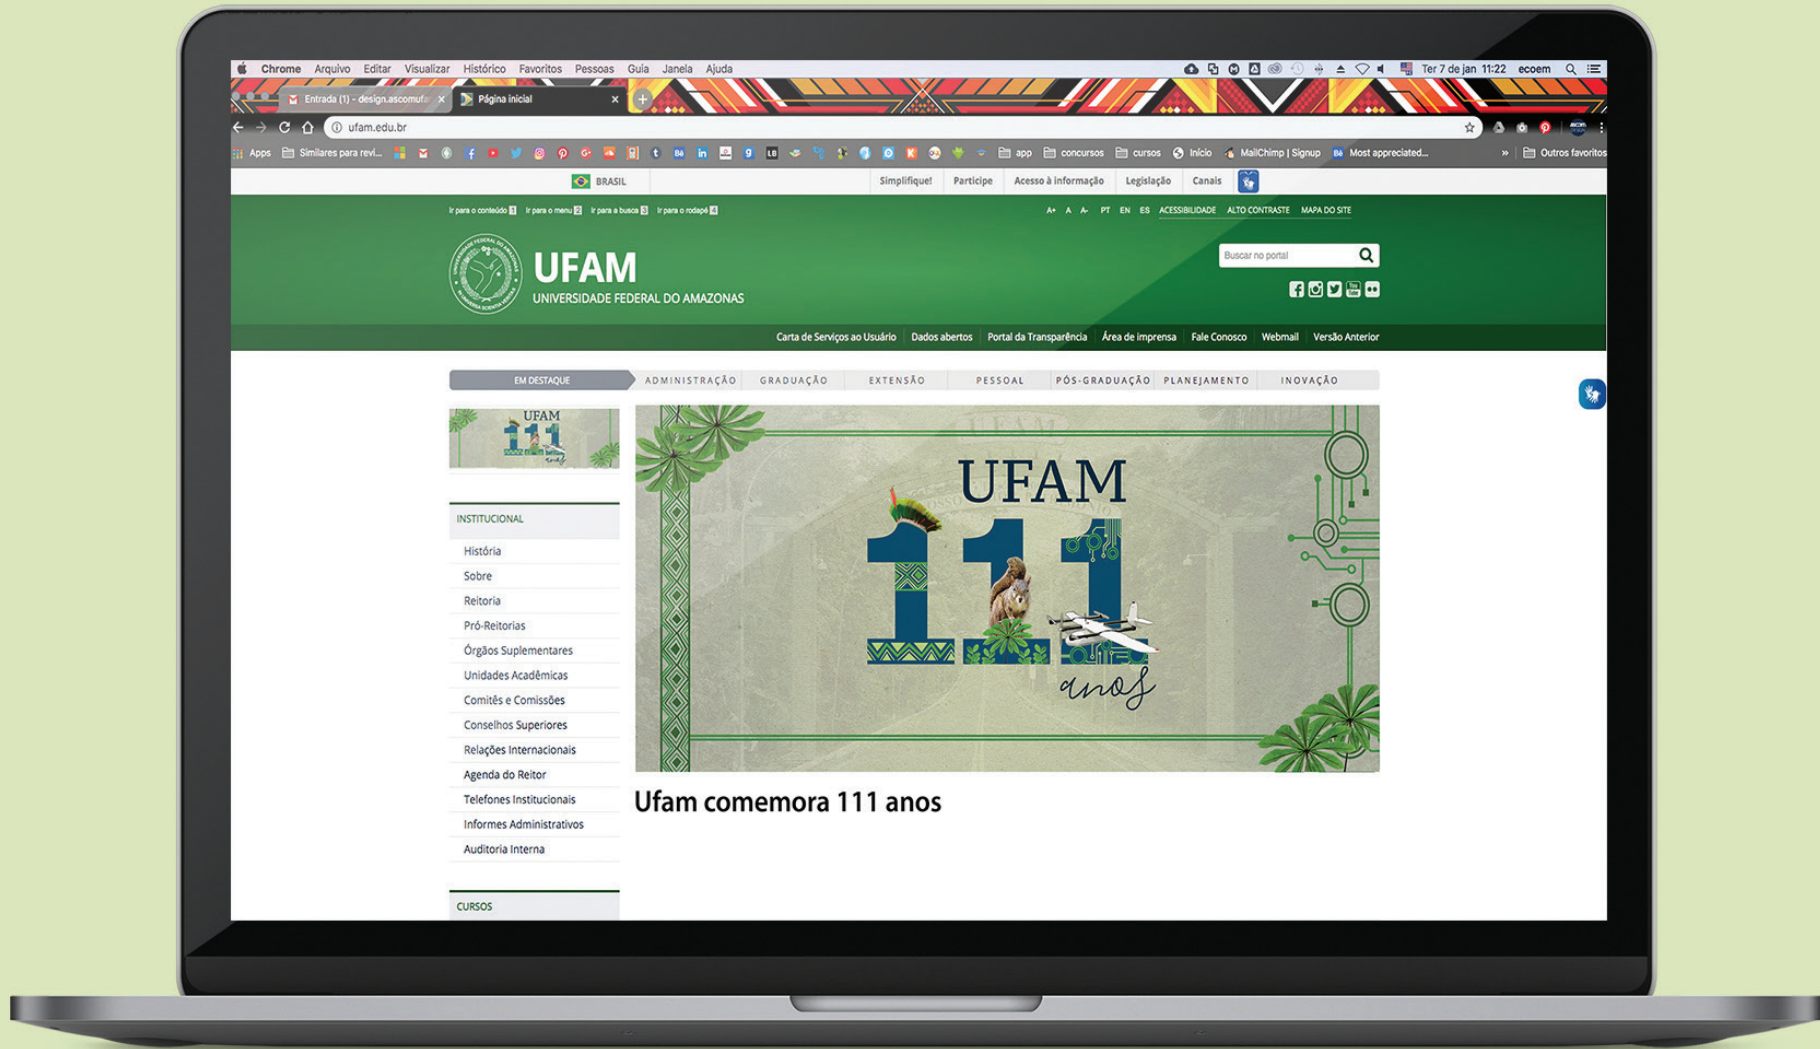 Chrome Arquivo Editar Visualizar Histórico Favoritos Pessoas Guia Janela Ajuda
Ter 7 de jan 11:22 ecoem
Entrada (1) - design.ascomufa x Página inicial x +
ufam.edu.br
Apps Similares para revi... app concursos cursos Início MailChimp | Signup Most appreciated... » Outros favoritos
BRASIL Simplifique! Participe Acesso à informação Legislação Canais
Ir para o conteúdo 1 Ir para o menu 2 Ir para a busca 3 Ir para o rodapé 4
A+ A A- PT EN ES ACESSIBILIDADE ALTO CONTRASTE MAPA DO SITE
UFAM
UNIVERSIDADE FEDERAL DO AMAZONAS
Buscar no portal
Carta de Serviços ao Usuário Dados abertos Portal da Transparência Área de imprensa Fale Conosco Webmail Versão Anterior
EM DESTAQUE ADMINISTRAÇÃO GRADUAÇÃO EXTENSÃO PESSOAL PÓS-GRADUAÇÃO PLANEJAMENTO INOVAÇÃO
UFAM
111
anos
UFAM
111
anos
INSTITUCIONAL
História
Sobre
Reitoria
Pró-Reitorias
Órgãos Suplementares
Unidades Acadêmicas
Comitês e Comissões
Conselhos Superiores
Relações Internacionais
Agenda do Reitor
Telefones Institucionais
Informes Administrativos
Auditoria Interna
CURSOS
Ufam comemora 111 anos